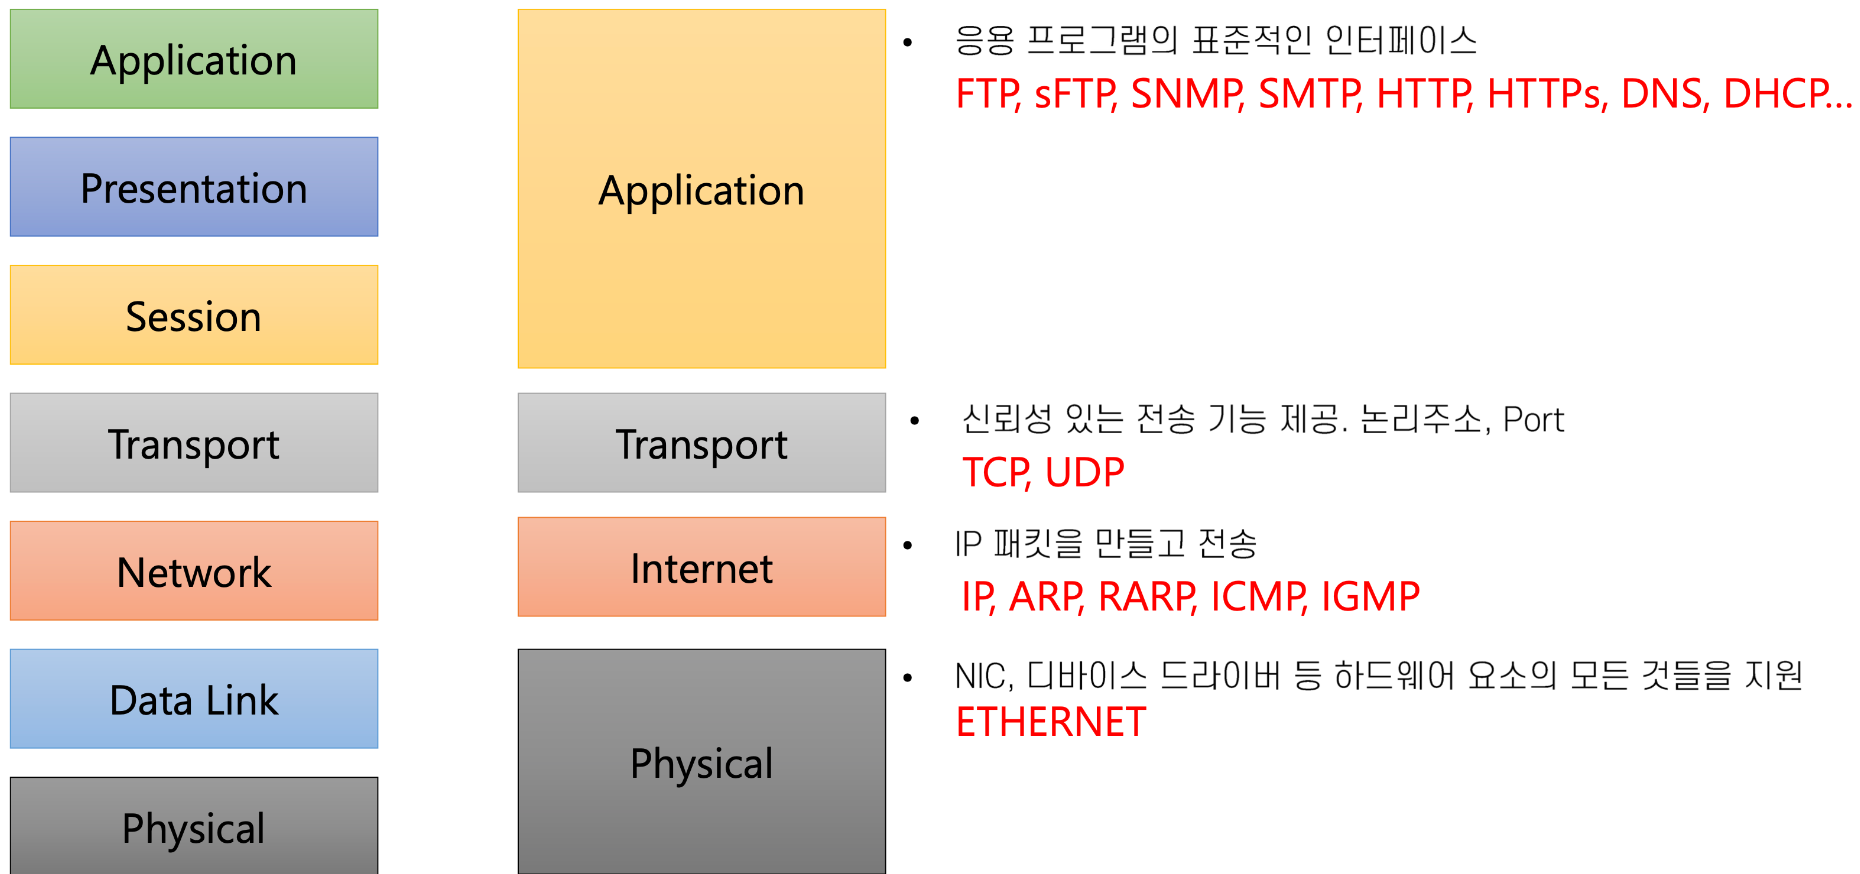 Application
Presentation
Session
Transport
Network
Data Link
Physical
Application
Transport
Internet
Physical
• 응용 프로그램의 표준적인 인터페이스
FTP, sFTP, SNMP, SMTP, HTTP, HTTPs, DNS, DHCP...
• 신뢰성 있는 전송 기능 제공. 논리주소, Port
TCP, UDP
• IP 패킷을 만들고 전송
IP, ARP, RARP, ICMP, IGMP
• NIC, 디바이스 드라이버 등 하드웨어 요소의 모든 것들을 지원
ETHERNET